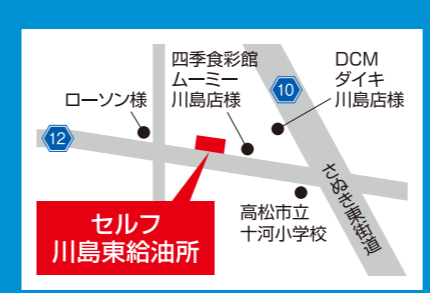 四季食彩館
ムーミー
川島店様
DCM
ダイキ
川島店様
ローソン様
10
12
さぬき東街道
高松市立
十河小学校
セルフ
川島東給油所